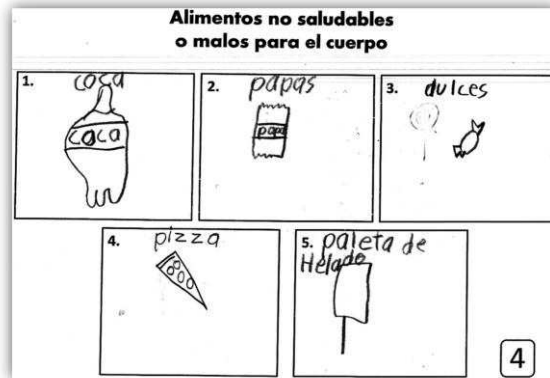 Alimentos no saludables
o malos para el cuerpo
1. coca
coca
2. papas
papa
3. dulces
4. pizza
5. paleta de
Helado
4